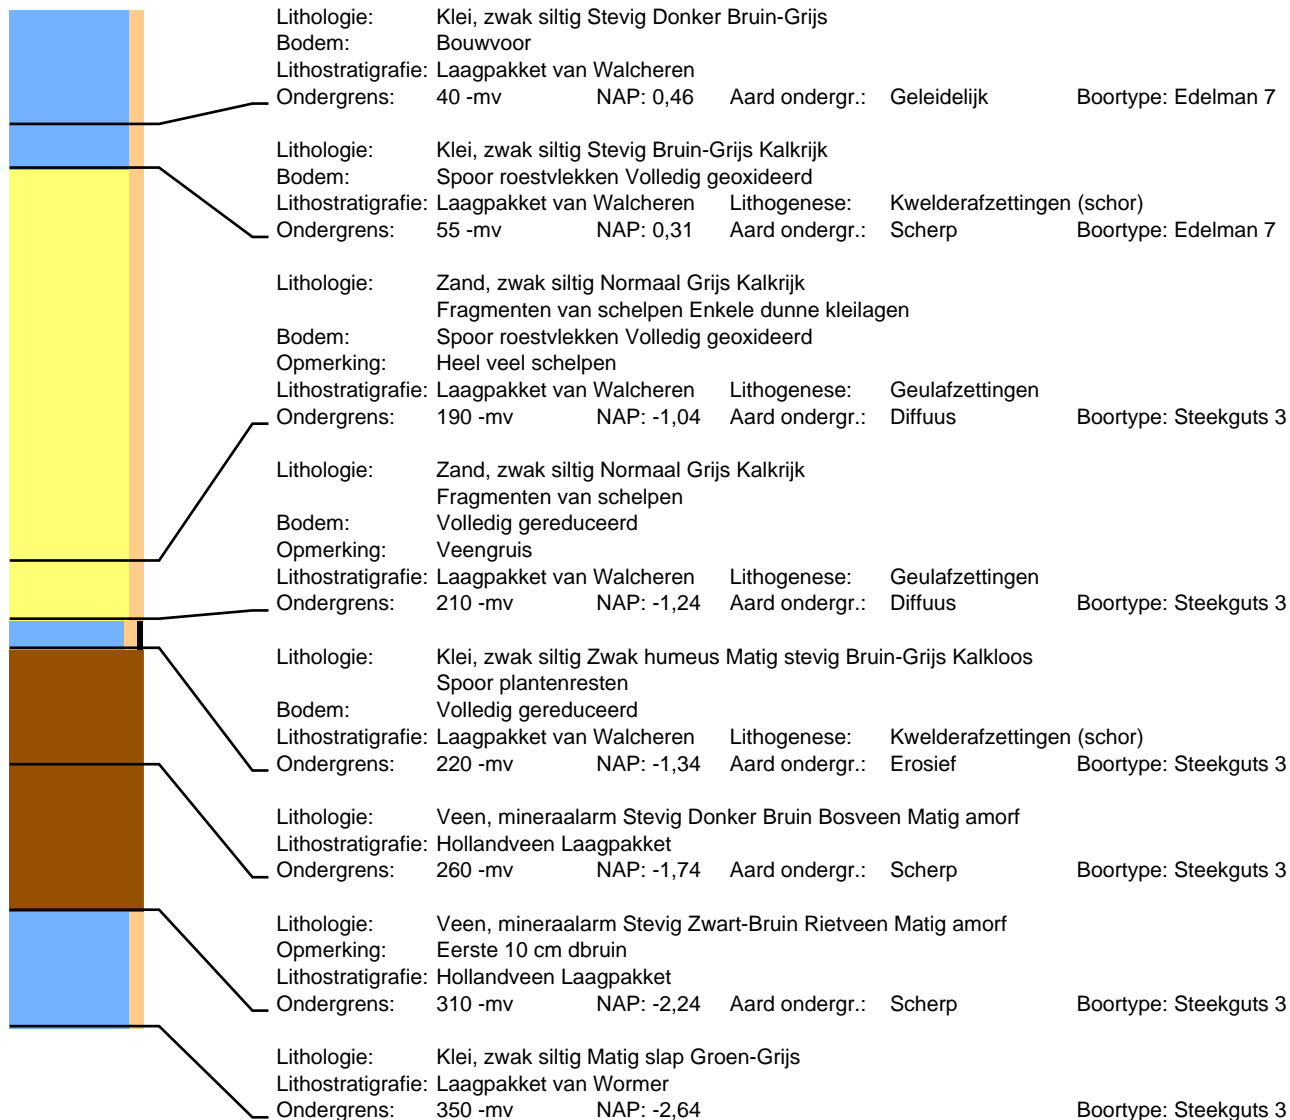 Lithologie: Klei, zwak siltig Stevig Donker Bruin-Grijs
Bodem: Bouwvoor
Lithostratigrafie: Laagpakket van Walcheren
Ondergrens: 40 -mv NAP: 0,46 Aard ondergr.: Geleidelijk Boortype: Edelman 7
Lithologie: Klei, zwak siltig Stevig Bruin-Grijs Kalkrijk
Bodem: Spoor roestvlekken Volledig geoxideerd
Lithostratigrafie: Laagpakket van Walcheren Lithogenese: Kwelderafzettingen (schor)
Ondergrens: 55 -mv NAP: 0,31 Aard ondergr.: Scherp Boortype: Edelman 7
Lithologie: Zand, zwak siltig Normaal Grijs Kalkrijk
Fragmenten van schelpen Enkele dunne kleilagen
Bodem: Spoor roestvlekken Volledig geoxideerd
Opmerking: Heel veel schelpen
Lithostratigrafie: Laagpakket van Walcheren Lithogenese: Geulafzettingen
Ondergrens: 190 -mv NAP: -1,04 Aard ondergr.: Diffuus Boortype: Steekguts 3
Lithologie: Zand, zwak siltig Normaal Grijs Kalkrijk
Fragmenten van schelpen
Bodem: Volledig gereduceerd
Opmerking: Veengruis
Lithostratigrafie: Laagpakket van Walcheren Lithogenese: Geulafzettingen
Ondergrens: 210 -mv NAP: -1,24 Aard ondergr.: Diffuus Boortype: Steekguts 3
Lithologie: Klei, zwak siltig Zwak humeus Matig stevig Bruin-Grijs Kalkloos
Spoor plantenresten
Bodem: Volledig gereduceerd
Lithostratigrafie: Laagpakket van Walcheren Lithogenese: Kwelderafzettingen (schor)
Ondergrens: 220 -mv NAP: -1,34 Aard ondergr.: Erosief Boortype: Steekguts 3
Lithologie: Veen, mineraalarm Stevig Donker Bruin Bosveen Matig amorf
Lithostratigrafie: Hollandveen Laagpakket
Ondergrens: 260 -mv NAP: -1,74 Aard ondergr.: Scherp Boortype: Steekguts 3
Lithologie: Veen, mineraalarm Stevig Zwart-Bruin Rietveen Matig amorf
Opmerking: Eerste 10 cm dbruin
Lithostratigrafie: Hollandveen Laagpakket
Ondergrens: 310 -mv NAP: -2,24 Aard ondergr.: Scherp Boortype: Steekguts 3
Lithologie: Klei, zwak siltig Matig slap Groen-Grijs
Lithostratigrafie: Laagpakket van Wormer
Ondergrens: 350 -mv NAP: -2,64 Boortype: Steekguts 3